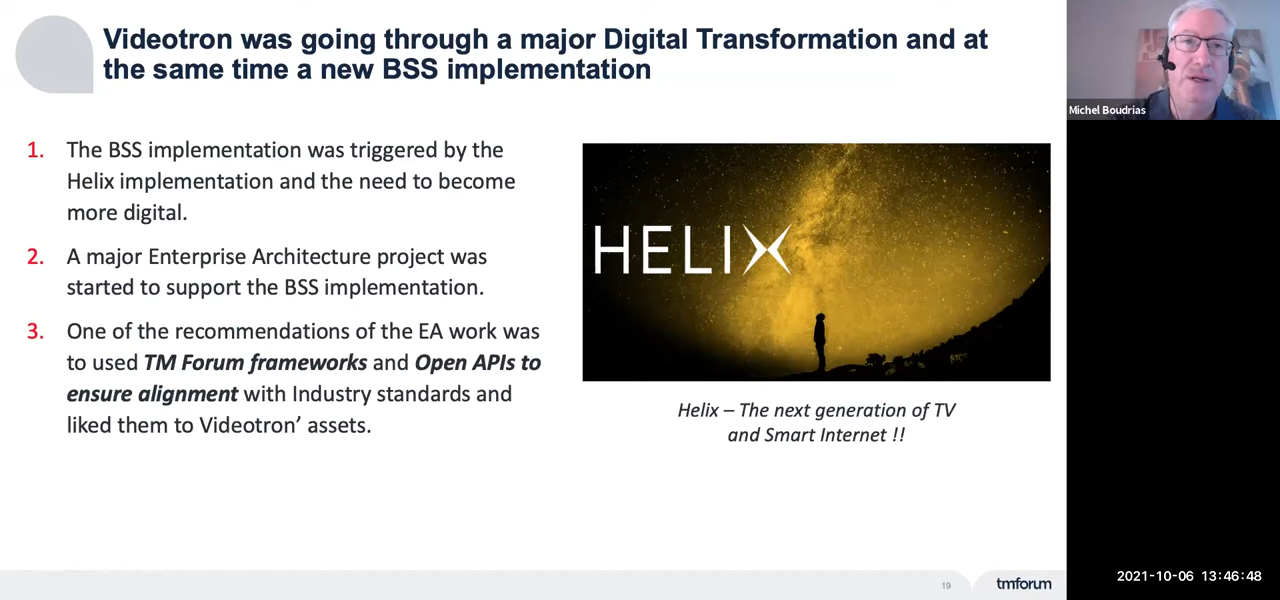 Videotron was going through a major Digital Transformation and at
the same time a new BSS implementation
Michel Boudrias
1. The BSS implementation was triggered by the
Helix implementation and the need to become
more digital.
2. A major Enterprise Architecture project was
started to support the BSS implementation.
3. One of the recommendations of the EA work was
to used TM Forum frameworks and Open APIs to
ensure alignment with Industry standards and
liked them to Videotron’ assets.
HELIX
Helix – The next generation of TV
and Smart Internet !!
19
tmforum
2021-10-06 13:46:48